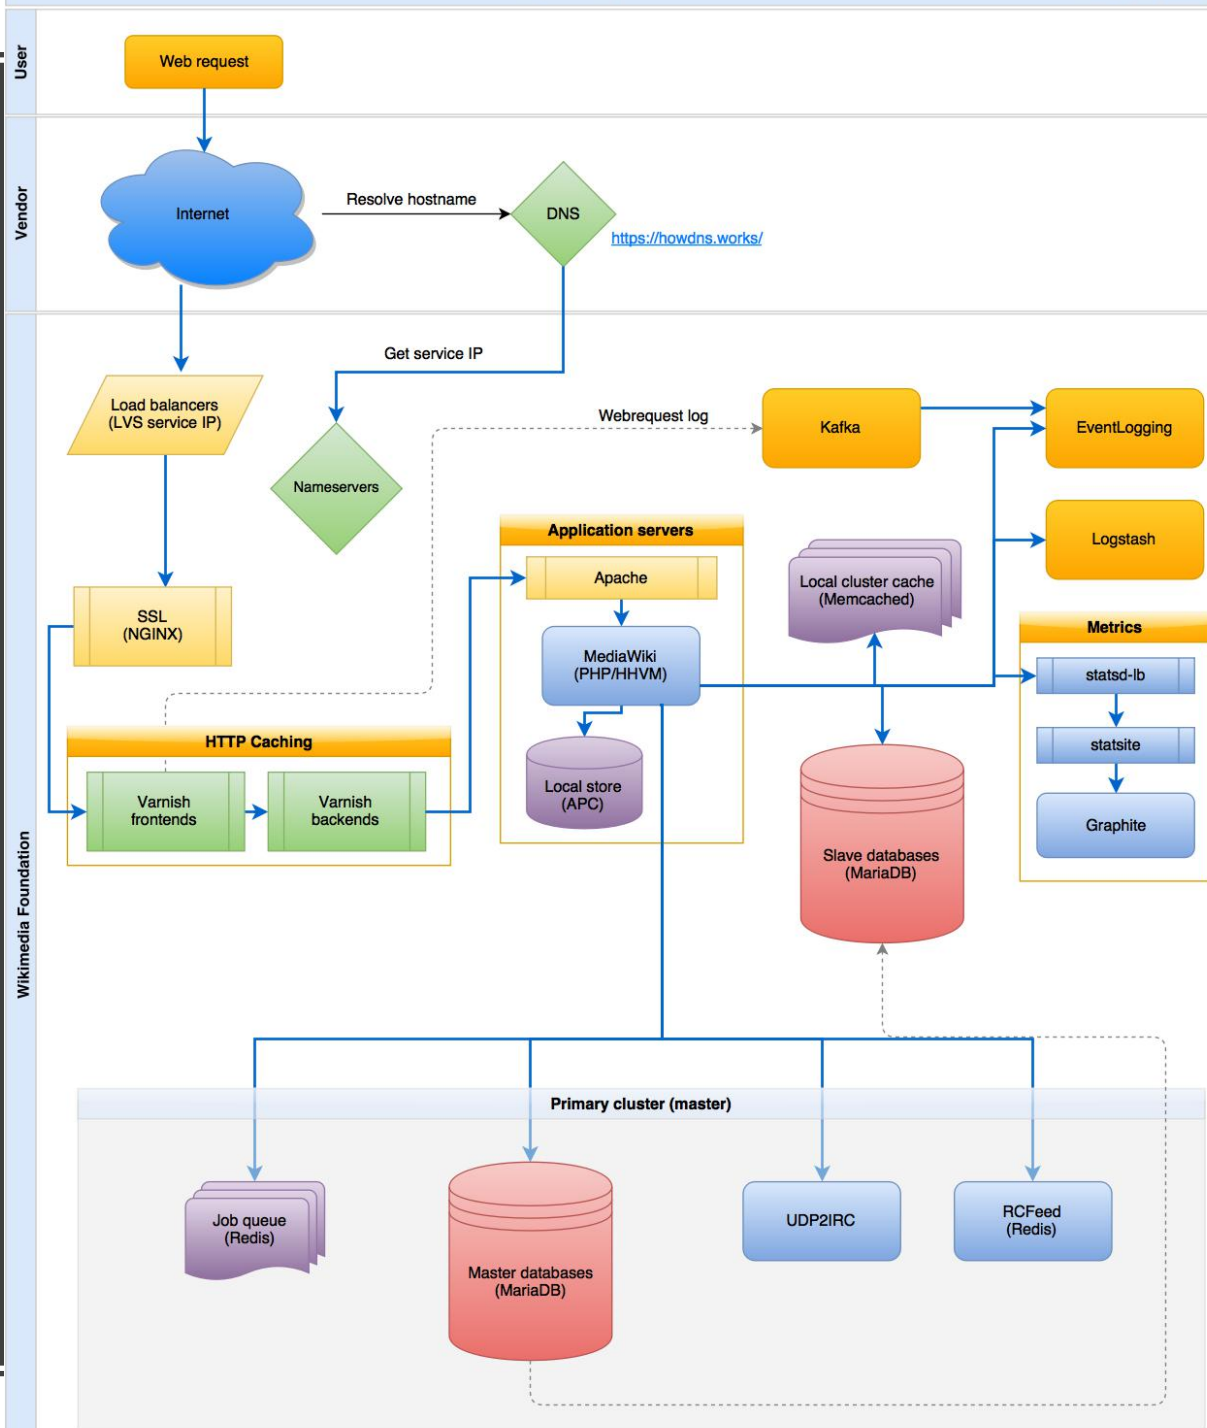 User
Web request
Vendor
Internet
Resolve hostname
DNS
https://howdns.works/
Wikimedia Foundation
Get service IP
Load balancers
(LVS service IP)
Nameservers
Webrequest log
Kafka
EventLogging
Logstash
SSL
(NGINX)
Application servers
Apache
MediaWiki
(PHP/HHVM)
Local store
(APC)
Local cluster cache
(Memcached)
Metrics
statsd-lb
statsite
Graphite
HTTP Caching
Varnish
frontends
Varnish
backends
Slave databases
(MariaDB)
Primary cluster (master)
Job queue
(Redis)
Master databases
(MariaDB)
UDP2IRC
RCFeed
(Redis)